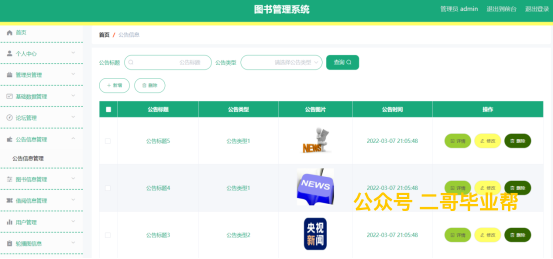 图书管理系统
管理员 admin 退出到前台 退出登录
首页
首页 / 公告信息
个人中心
管理员管理
基础数据管理
论坛管理
公告信息管理
公告信息管理
图书信息管理
用户管理
轮播图信息
公告标题 公告标题 公告类型 请选择公告类型 查询
新增 删除
公告标题 公告类型 公告图片 公告时间 操作
公告标题5 公告类型1 NEWS 2022-03-07 21:05:48 详情 修改 删除
公告标题4 公告类型1 NEWS 2022-03-07 21:05:48 详情 修改 删除
公告标题3 公告类型2 央视新闻 2022-03-07 21:05:48 详情 修改 删除
公众号 二哥毕业帮